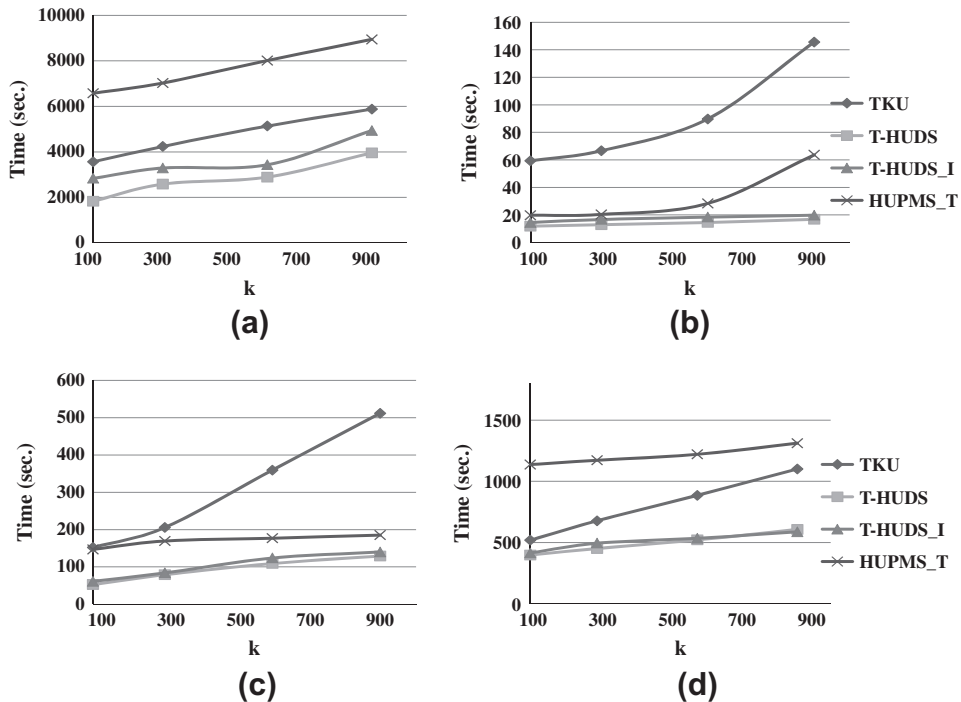 10000
8000
6000
4000
2000
0
Time (sec.)
100 300 500 700 900
k
(a)
160
140
120
100
80
60
40
20
0
Time (sec.)
100 300 500 700 900
k
(b)
TKU
T-HUDS
T-HUDS_I
HUPMS_T
600
500
400
300
200
100
0
Time (sec.)
100 300 500 700 900
k
(c)
1500
1000
500
0
Time (sec.)
100 300 500 700 900
k
(d)
TKU
T-HUDS
T-HUDS_I
HUPMS_T